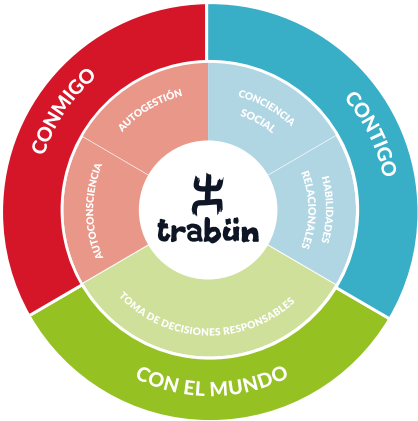 CONMIGO
CONTIGO
AUTOGESTIÓN
CONCIENCIA
SOCIAL
AUTOCONSCIENCIA
HABILIDADES
RELACIONALES
trabün
TOMA DE DECISIONES RESPONSABLES
CON EL MUNDO